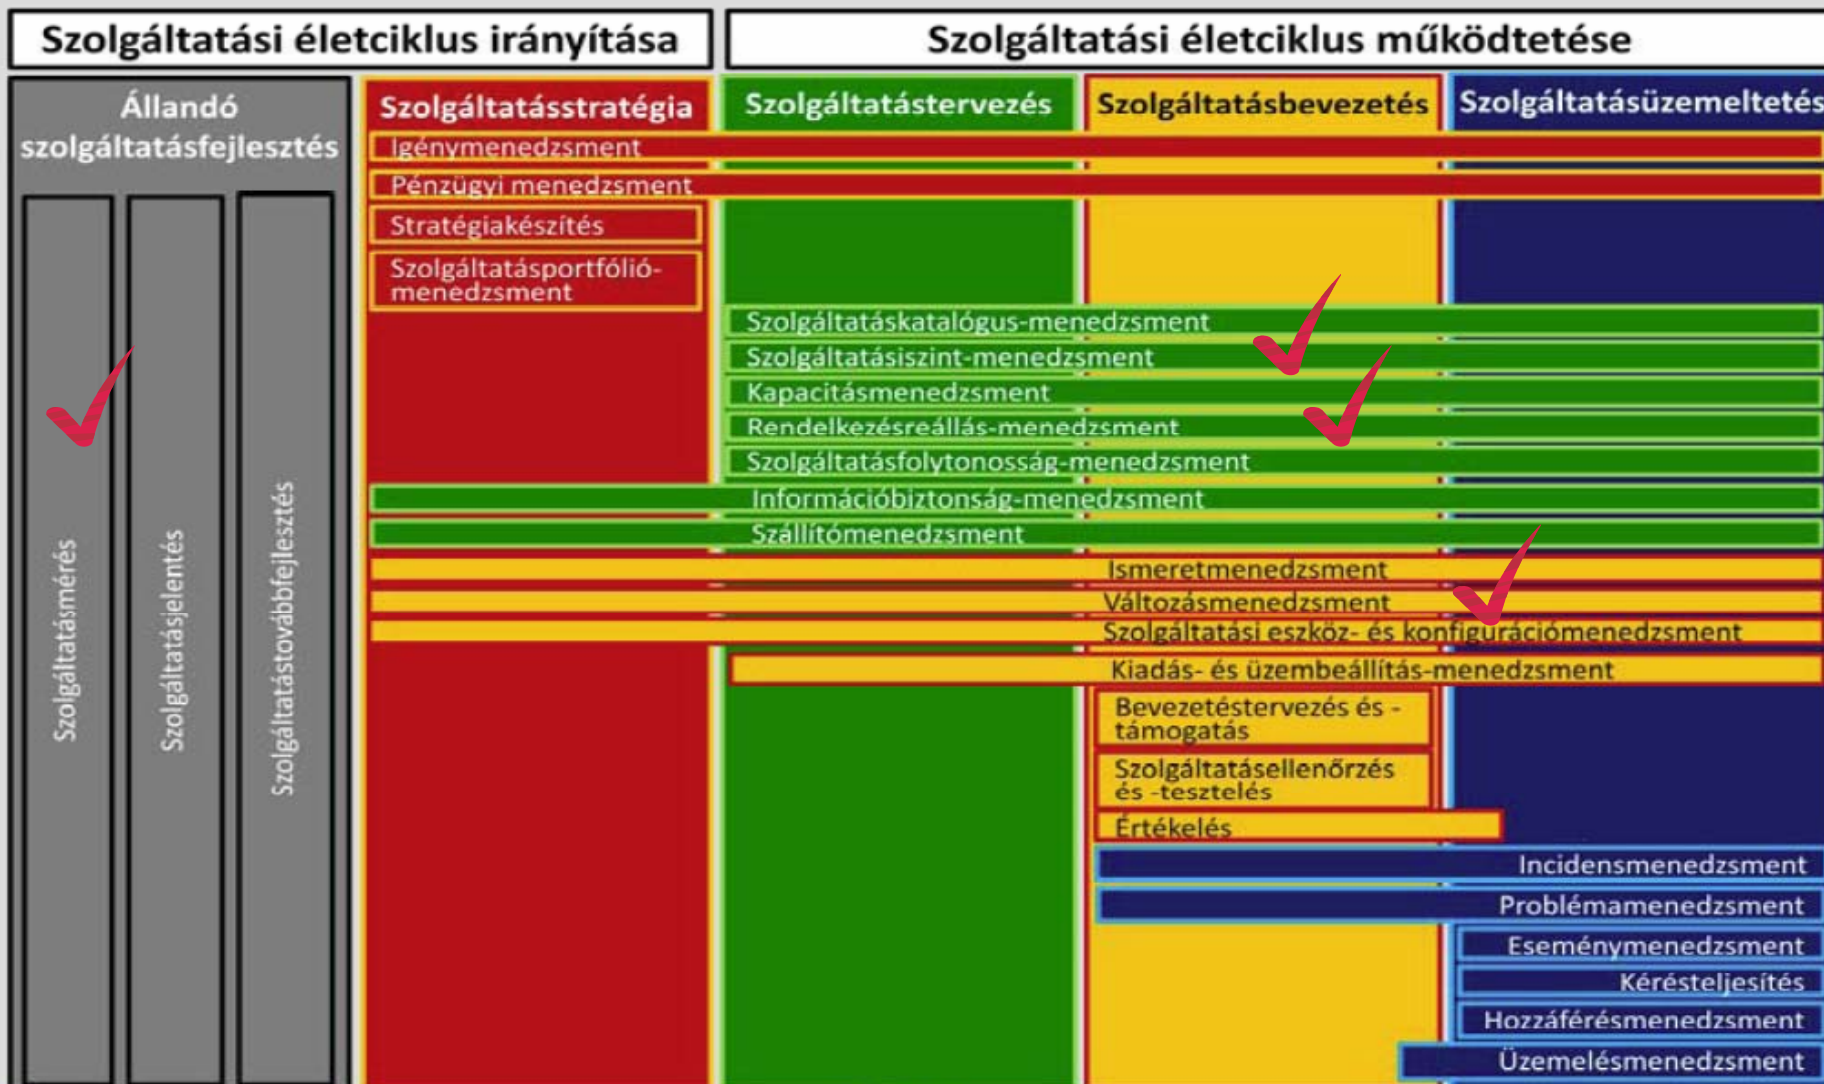 Szolgáltatási életciklus irányítása
Szolgáltatási életciklus működtetése
Állandó
szolgáltatásfejlesztés
Szolgáltatásstratégia
Szolgáltatástervezés
Szolgáltatásbevezetés
Szolgáltatásüzemeltetés
Igénymenedzsment
Pénzügyi menedzsment
Stratégiakészítés
Szolgáltatásportfólió-
menedzsment
Szolgáltatáskatalógus-menedzsment
Szolgáltatásiszint-menedzsment
Kapacitásmenedzsment
Rendelkezésreállás-menedzsment
Szolgáltatásfolytonosság-menedzsment
Információbiztonság-menedzsment
Szállítómenedzsment
Ismeretmenedzsment
Változásmenedzsment
Szolgáltatási eszköz- és konfigurációmenedzsment
Kiadás- és üzembeállítás-menedzsment
Bevezetéstervezés és -
támogatás
Szolgáltatásellenőrzés
és -tesztelés
Értékelés
Incidensmenedzsment
Problémamenedzsment
Eseménymenedzsment
Kérésteljesítés
Hozzáférésmenedzsment
Üzemelésmenedzsment
Szolgáltatásmérés
Szolgáltatásjelentés
Szolgáltatástovábbfejlesztés